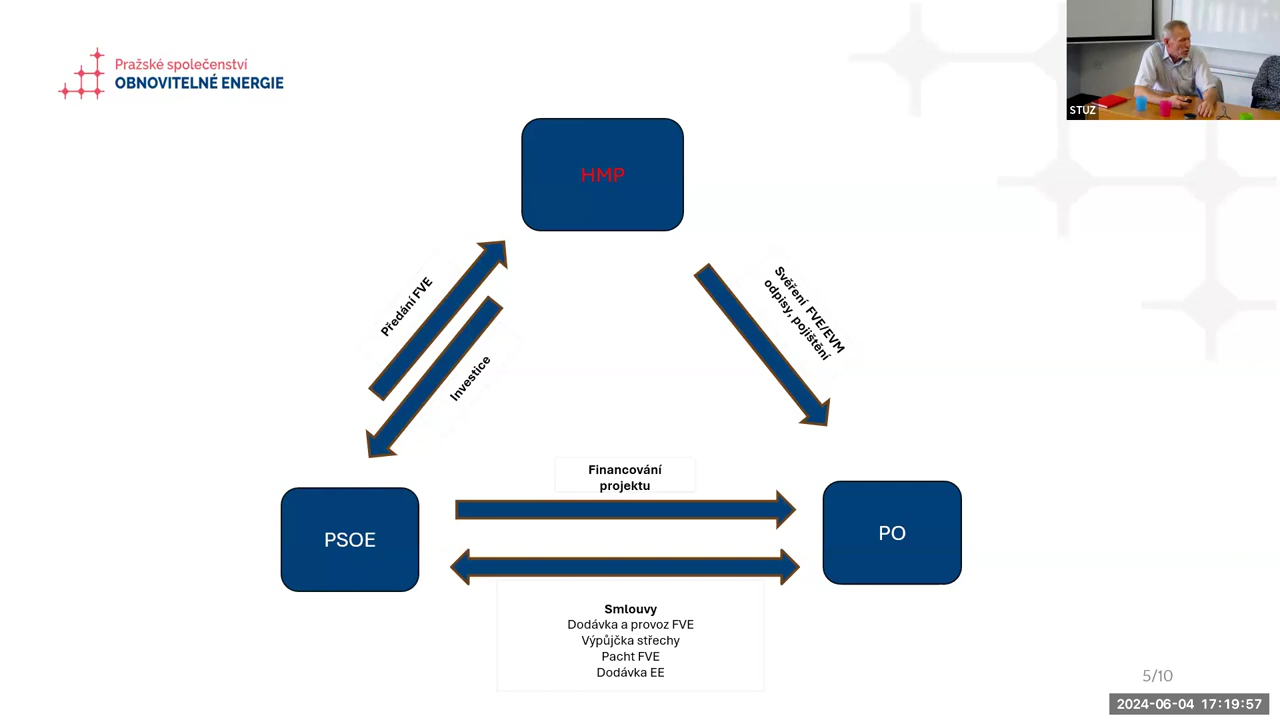 Pražské společenství
OBNOVITELNÉ ENERGIE
STUZ
HMP
Předání FVE
Investice
Svěření FVE/EVM
odpisy, pojištění
Financování
projektu
PSOE
PO
Smlouvy
Dodávka a provoz FVE
Výpůjčka střechy
Pacht FVE
Dodávka EE
5/10
2024-06-04 17:19:57